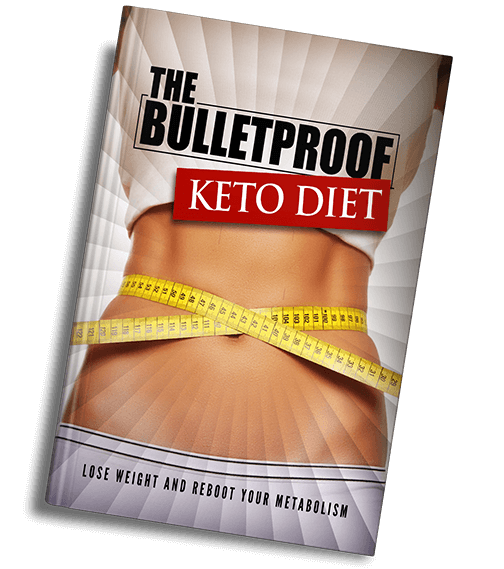 THE
BULLETPROOF
KETO DIET
LOSE WEIGHT AND REBOOT YOUR METABOLISM